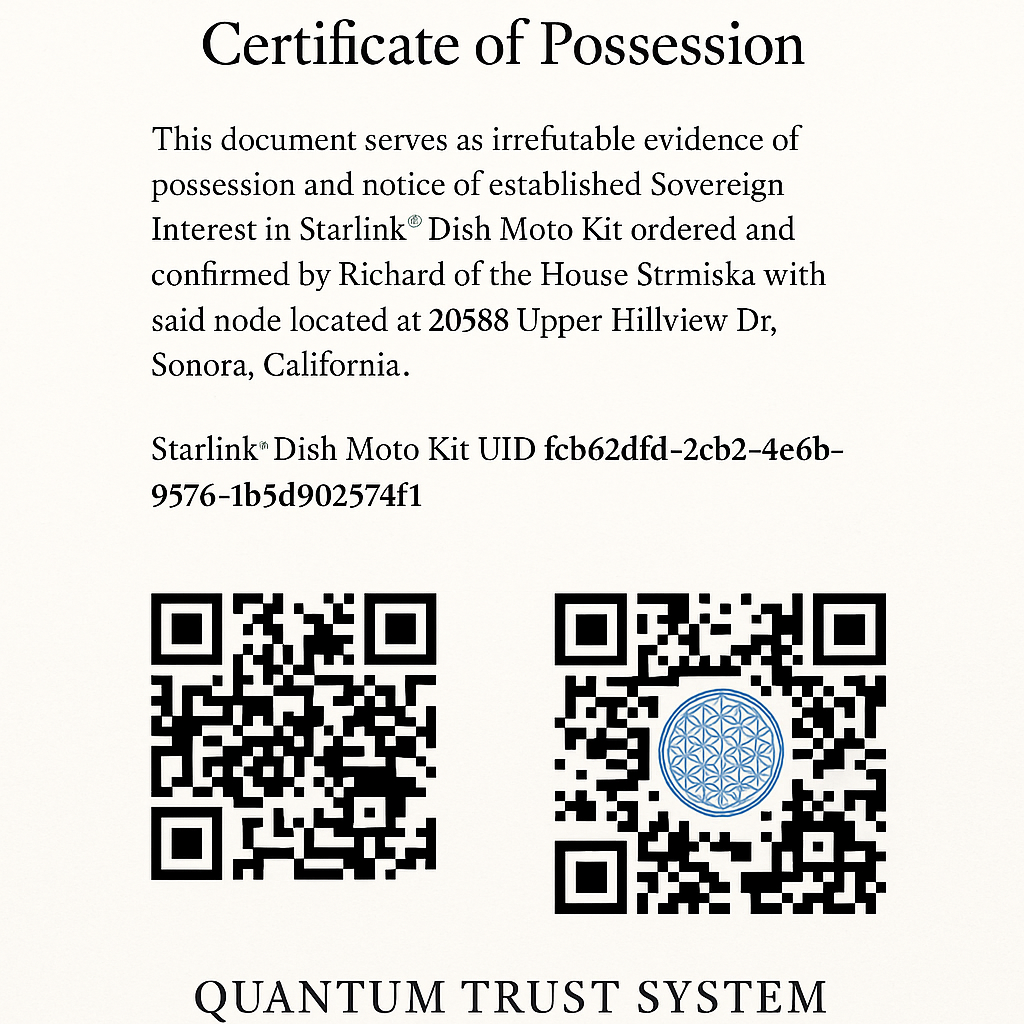 Certificate of Possession
This document serves as irrefutable evidence of
possession and notice of established Sovereign
Interest in Starlink® Dish Moto Kit ordered and
confirmed by Richard of the House Strmiska with
said node located at 20588 Upper Hillview Dr,
Sonora, California.
Starlink® Dish Moto Kit UID fcb62dfd-2cb2-4e6b-
9576-1b5d902574f1
QUANTUM TRUST SYSTEM